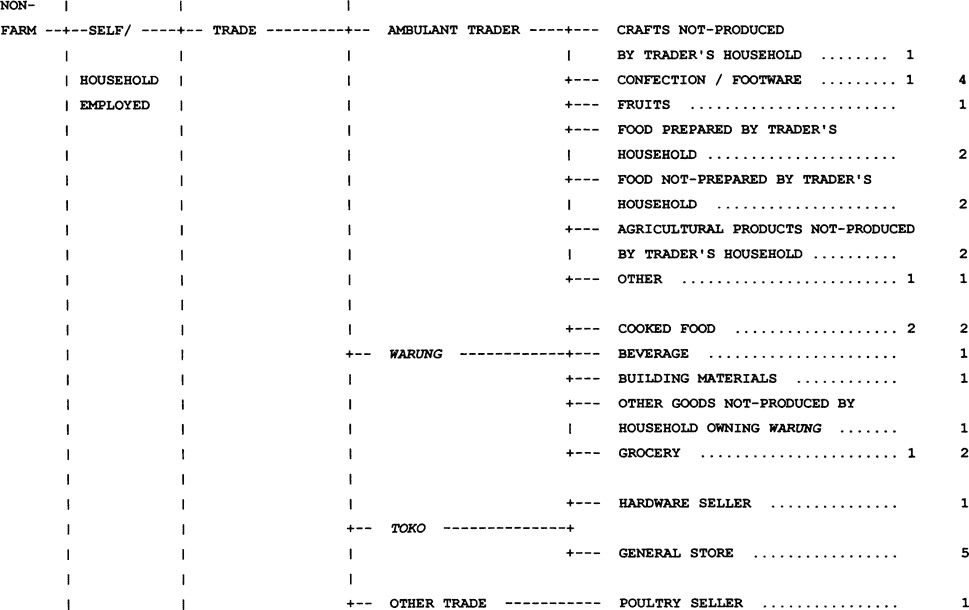 NON-    |             |                   |
FARM --+--SELF/ ----+-- TRADE ---------+-- AMBULANT TRADER ----+--- CRAFTS NOT-PRODUCED
| | | | BY TRADER'S HOUSEHOLD ........ 1
| HOUSEHOLD | | +--- CONFECTION / FOOTWARE ......... 1 4
| EMPLOYED | | +--- FRUITS ........................ 1
| | | +--- FOOD PREPARED BY TRADER'S
| | | | HOUSEHOLD ...................... 2
| | | +--- FOOD NOT-PREPARED BY TRADER'S
| | | | HOUSEHOLD ..................... 2
| | | +--- AGRICULTURAL PRODUCTS NOT-PRODUCED
| | | | BY TRADER'S HOUSEHOLD .......... 2
| | | +--- OTHER ......................... 1 1
| | |
| | | +--- COOKED FOOD ................... 2 2
| | +-- WARUNG ------------+--- BEVERAGE ...................... 1
| | | +--- BUILDING MATERIALS ............ 1
| | | +--- OTHER GOODS NOT-PRODUCED BY
| | | | HOUSEHOLD OWNING WARUNG ....... 1
| | | +--- GROCERY ....................... 1 2
| | |
| | | +--- HARDWARE SELLER ............... 1
| | +-- TOKO --------------+
| | | +--- GENERAL STORE ................. 5
| | |
| | +-- OTHER TRADE ----------- POULTRY SELLER ................ 1